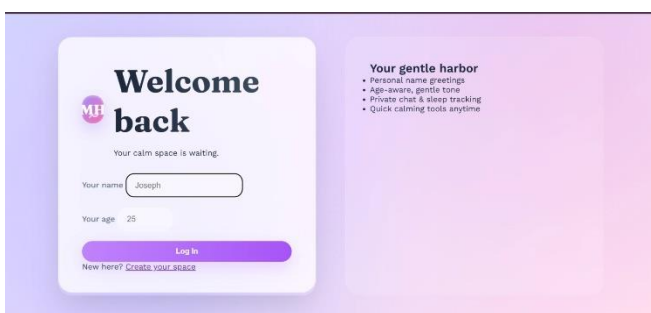 Welcome
MH
back
Your calm space is waiting.
Your name Joseph
Your age 25
Log In
New here? Create your space
Your gentle harbor
• Personal name greetings
• Age-aware, gentle tone
• Private chat & sleep tracking
• Quick calming tools anytime